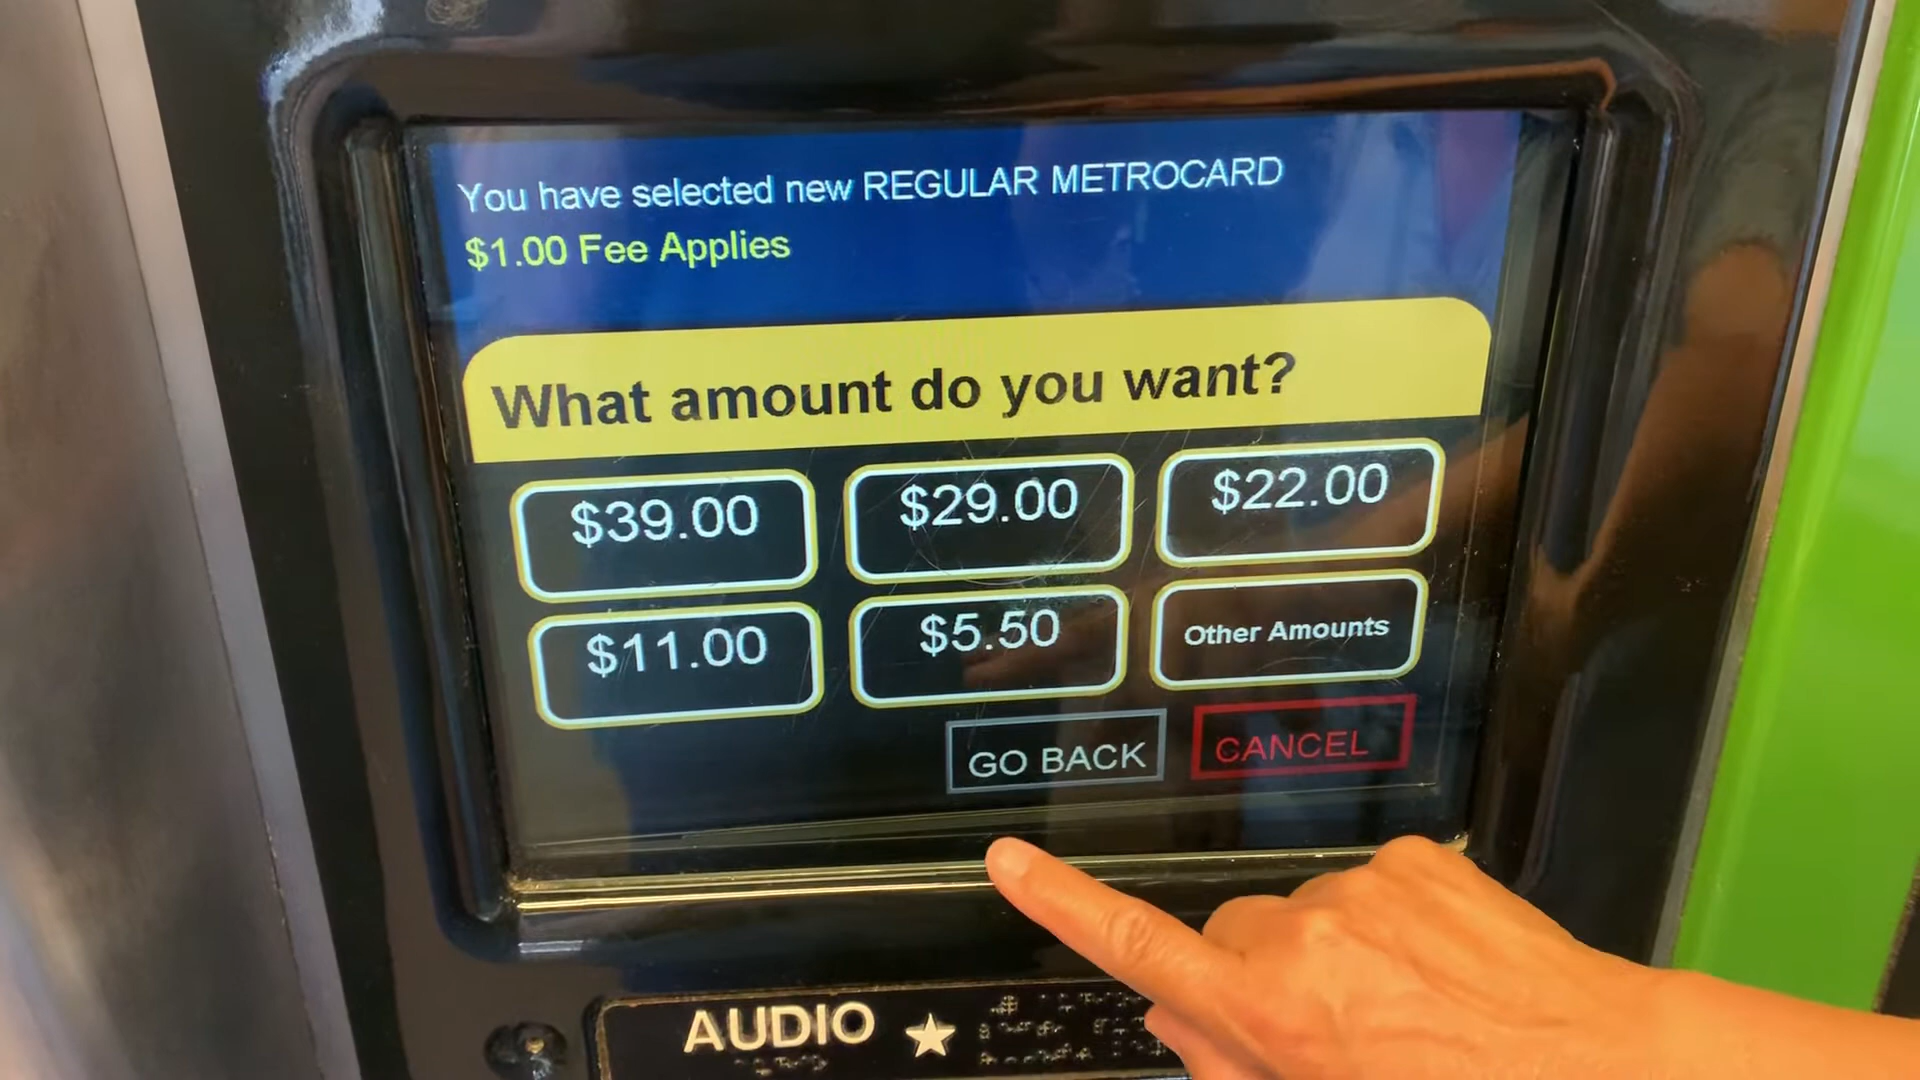 You have selected new REGULAR METROCARD
$1.00 Fee Applies
What amount do you want?
$39.00 $29.00 $22.00
$11.00 $5.50 Other Amounts
GO BACK CANCEL
AUDIO ★